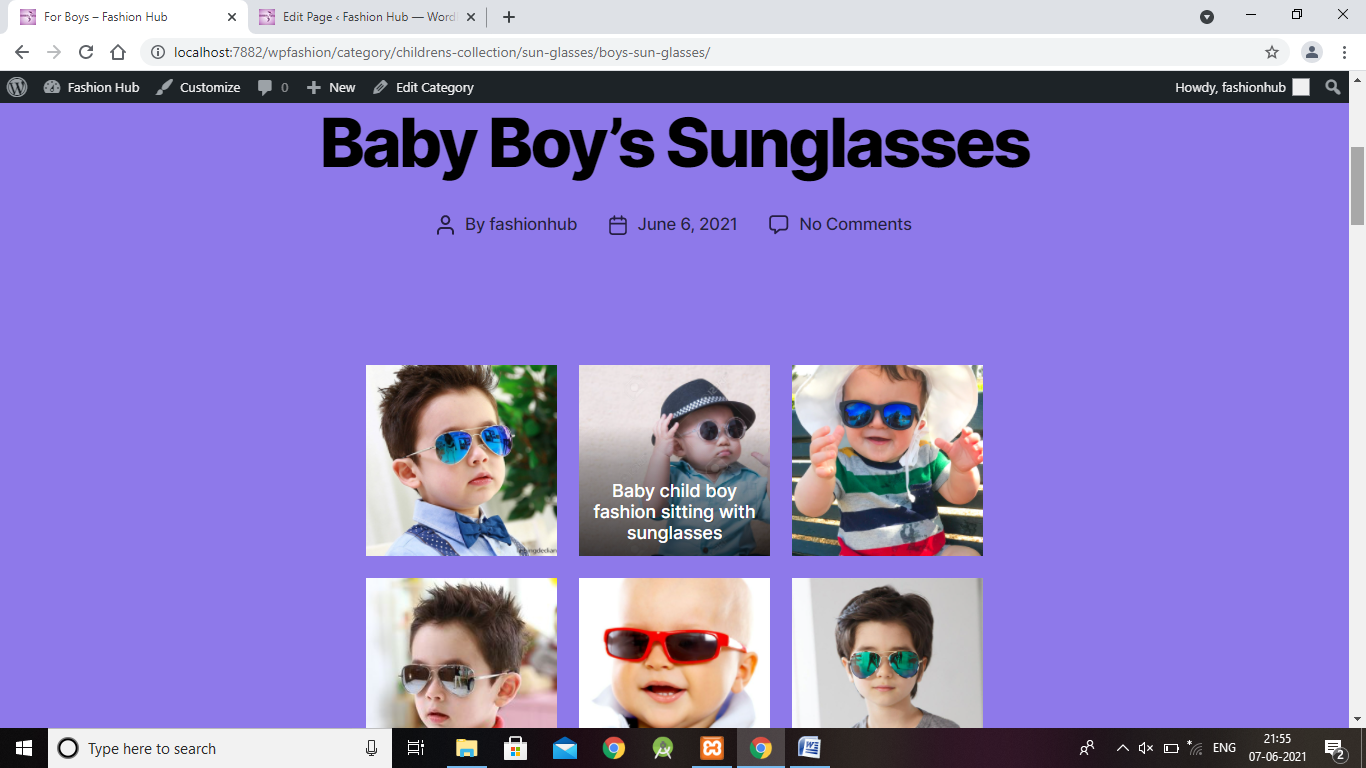 For Boys – Fashion Hub
Edit Page ‹ Fashion Hub — Word
localhost:7882/wpfashion/category/childrens-collection/sun-glasses/boys-sun-glasses/
Fashion Hub Customize 0 New Edit Category Howdy, fashionhub
Baby Boy’s Sunglasses
By fashionhub June 6, 2021 No Comments
Baby child boy
fashion sitting with
sunglasses
Type here to search
ENG
21:55
07-06-2021
2